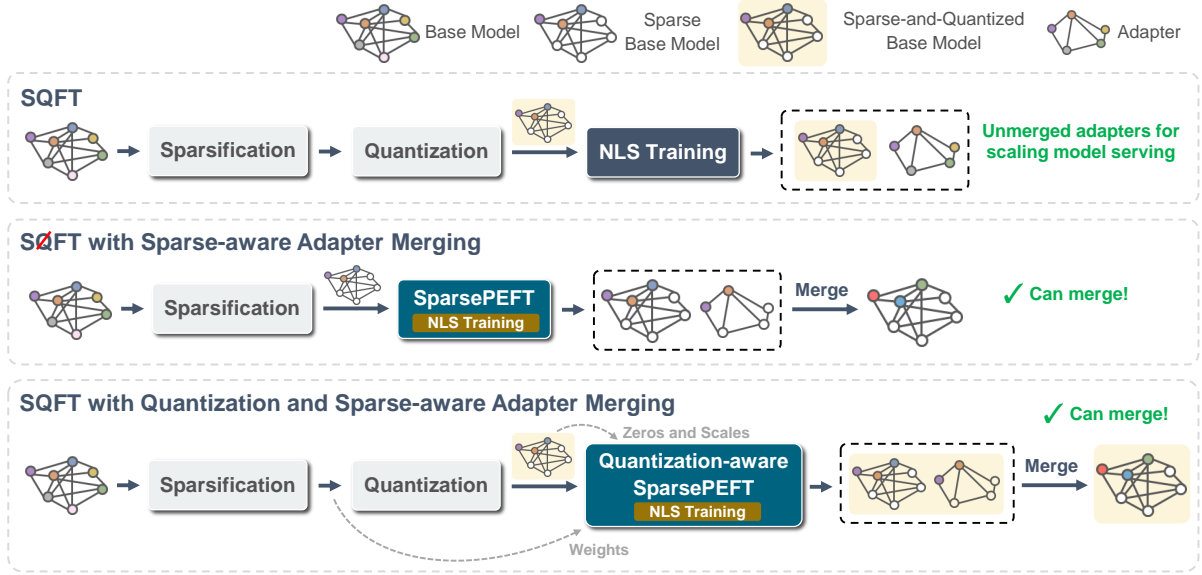 Base Model
Sparse
Base Model
Sparse-and-Quantized
Base Model
Adapter
SQFT
Sparsification
Quantization
NLS Training
Unmerged adapters for
scaling model serving
SQFT with Sparse-aware Adapter Merging
Sparsification
SparsePEFT
NLS Training
Merge
✓ Can merge!
SQFT with Quantization and Sparse-aware Adapter Merging
✓ Can merge!
Zeros and Scales
Sparsification
Quantization
Quantization-aware
SparsePEFT
NLS Training
Merge
Weights